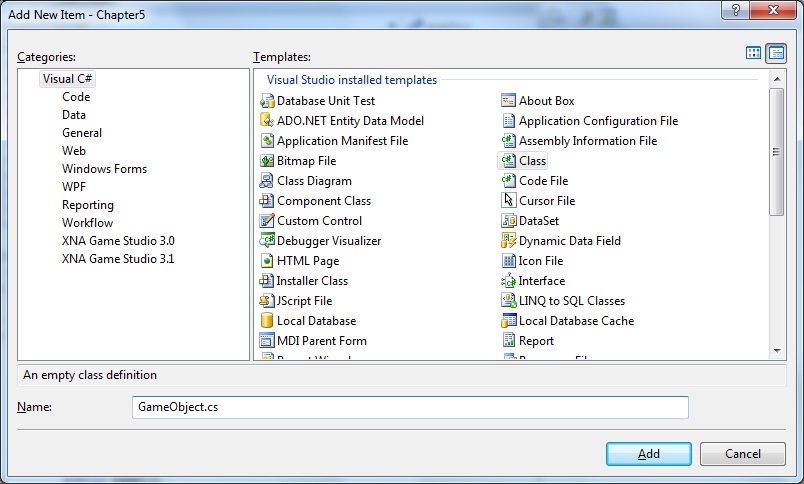 Add New Item - Chapter5
Categories:
Templates:
Visual C#
Code
Data
General
Web
Windows Forms
WPF
Reporting
Workflow
XNA Game Studio 3.0
XNA Game Studio 3.1
Visual Studio installed templates
Database Unit Test
About Box
ADO.NET Entity Data Model
Application Configuration File
Application Manifest File
Assembly Information File
Bitmap File
Class
Class Diagram
Code File
Component Class
Cursor File
Custom Control
DataSet
Debugger Visualizer
Dynamic Data Field
HTML Page
Icon File
Installer Class
Interface
JScript File
LINQ to SQL Classes
Local Database
Local Database Cache
MDI Parent Form
Report
An empty class definition
Name:
GameObject.cs
Add
Cancel